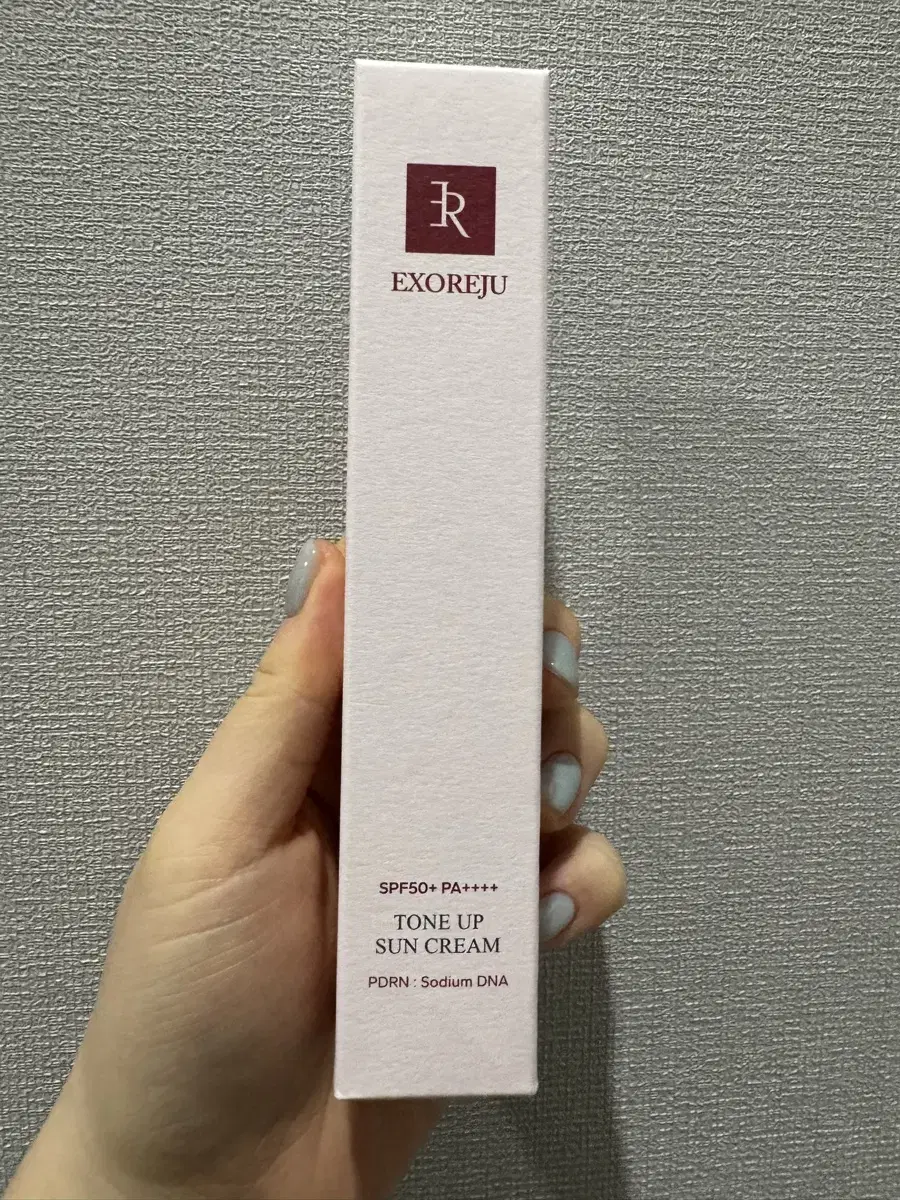 ER
EXOREJU
SPF50+ PA++++
TONE UP
SUN CREAM
PDRN : Sodium DNA